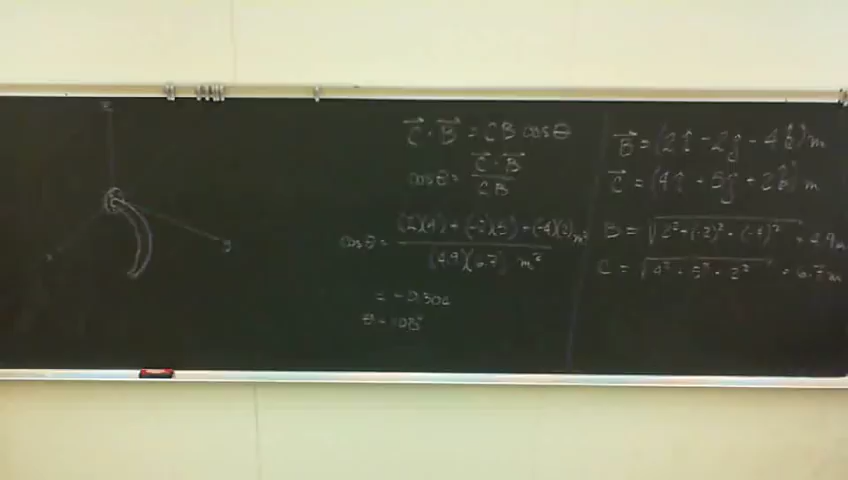 z
y
C⃗ · B⃗ = CB cos θ
cos θ = C⃗ · B⃗ / CB
cos θ = (2)(4) + (-2)(5) + (-4)(2) m² / (4.9)(6.7) m²
= -0.304
θ = 108°
B⃗ = (2î - 2ĵ - 4k̂) m
C⃗ = (4î + 5ĵ + 2k̂) m
B = √2² + (-2)² + (-4)² = 4.9 m
C = √4² + 5² + 2² = 6.7 m